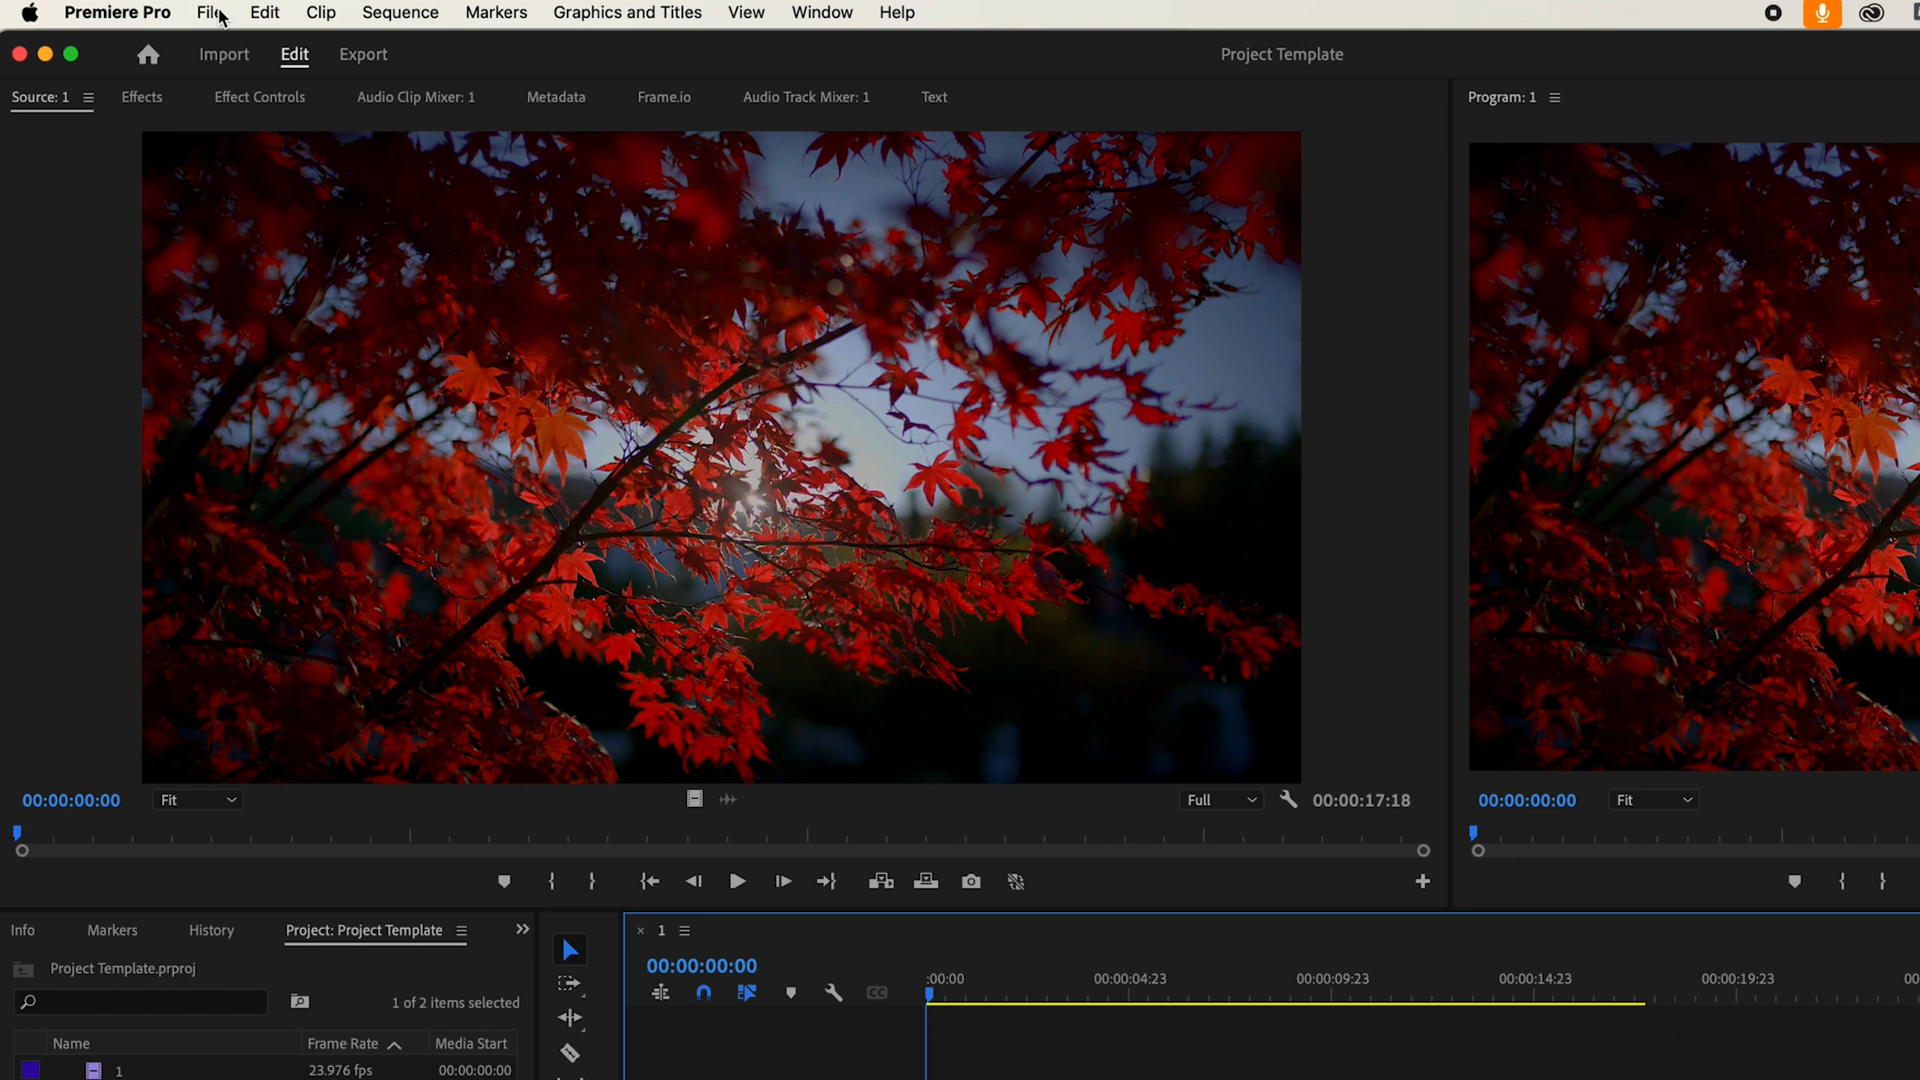 Premiere Pro File Edit Clip Sequence Markers Graphics and Titles View Window Help
Import Edit Export Project Template
Source: 1 Effects Effect Controls Audio Clip Mixer: 1 Metadata Frame.io Audio Track Mixer: 1 Text Program: 1
00:00:00:00 Fit Full 00:00:17:18 00:00:00:00 Fit
Info Markers History Project: Project Template
1
Project Template.prproj
00:00:00:00
:00:00 00:00:04:23 00:00:09:23 00:00:14:23 00:00:19:23 00
1 of 2 items selected
CC
Name Frame Rate Media Start
1 23.976 fps 00:00:00:00